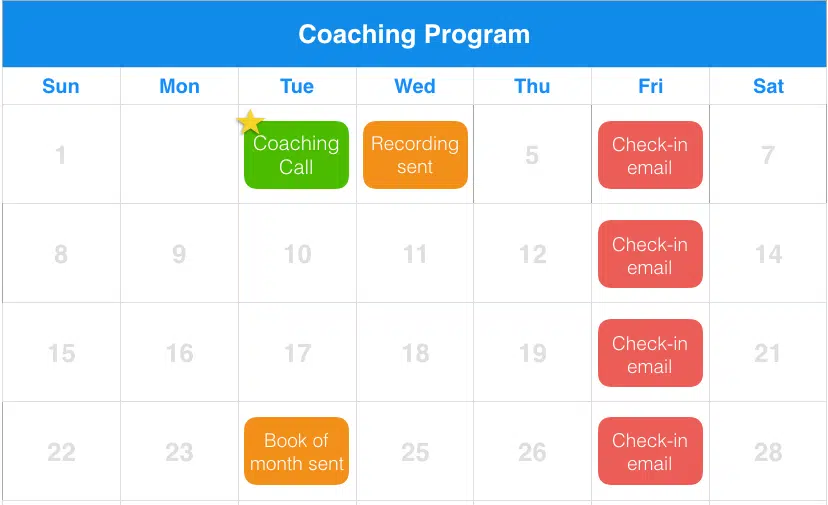 Coaching Program
Sun Mon Tue Wed Thu Fri Sat
1 Coaching Call Recording sent 5 Check-in email 7
8 9 10 11 12 Check-in email 14
15 16 17 18 19 Check-in email 21
22 23 Book of month sent 25 26 Check-in email 28